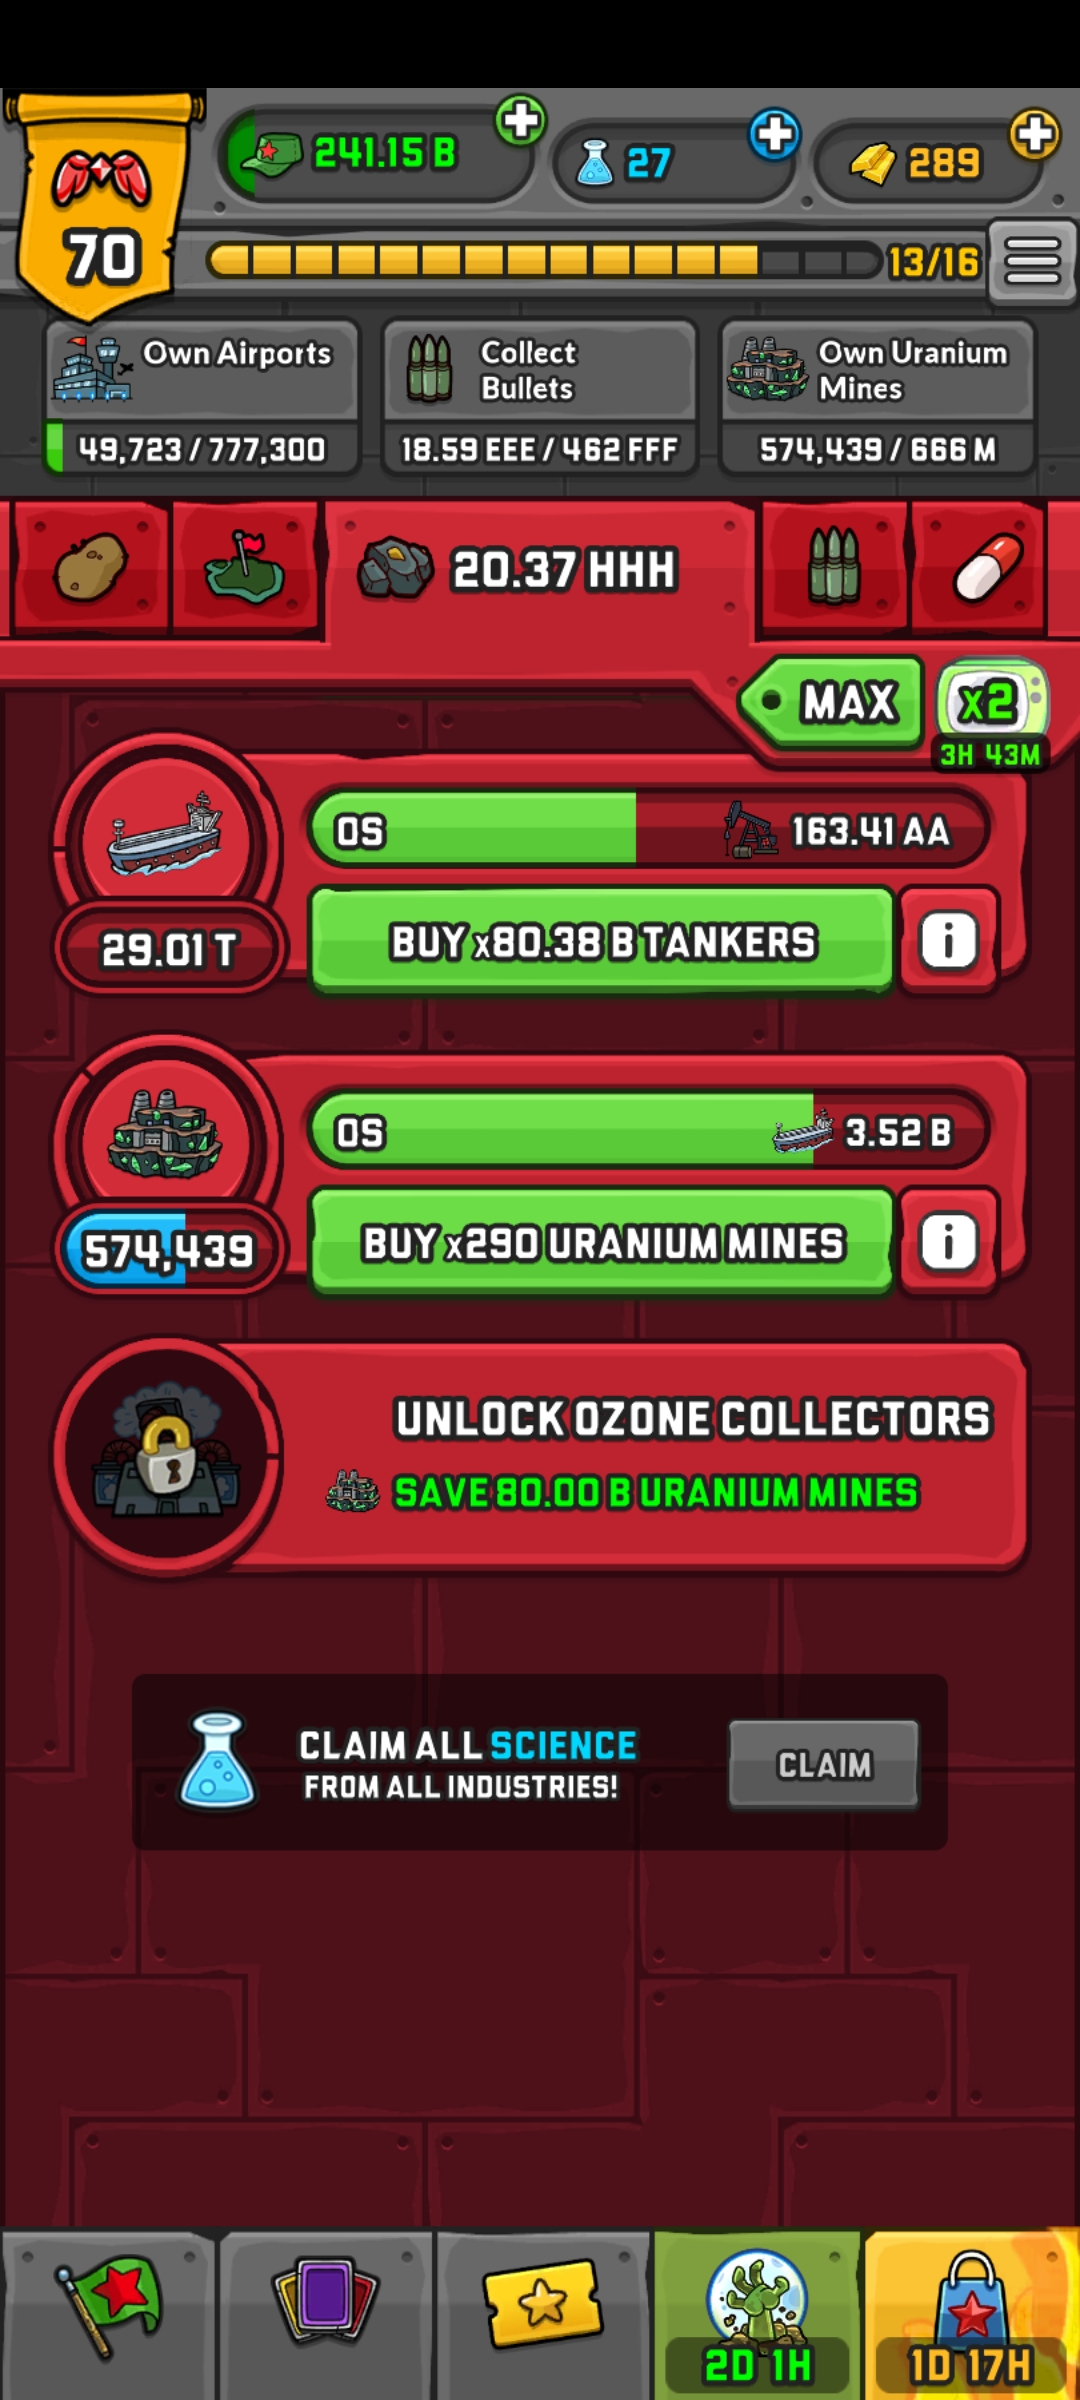 241.15 B
27
289
70
13/16
Own Airports
49,723 / 777,300
Collect
Bullets
18.59 EEE / 462 FFF
Own Uranium
Mines
574,439 / 666 M
20.37 HHH
MAX
x2
3H 43M
0S
163.41 AA
29.01 T
BUY x80.38 B TANKERS
i
0S
3.52 B
574,439
BUY x290 URANIUM MINES
i
UNLOCK OZONE COLLECTORS
SAVE 80.00 B URANIUM MINES
CLAIM ALL SCIENCE
FROM ALL INDUSTRIES!
CLAIM
2D 1H
1D 17H